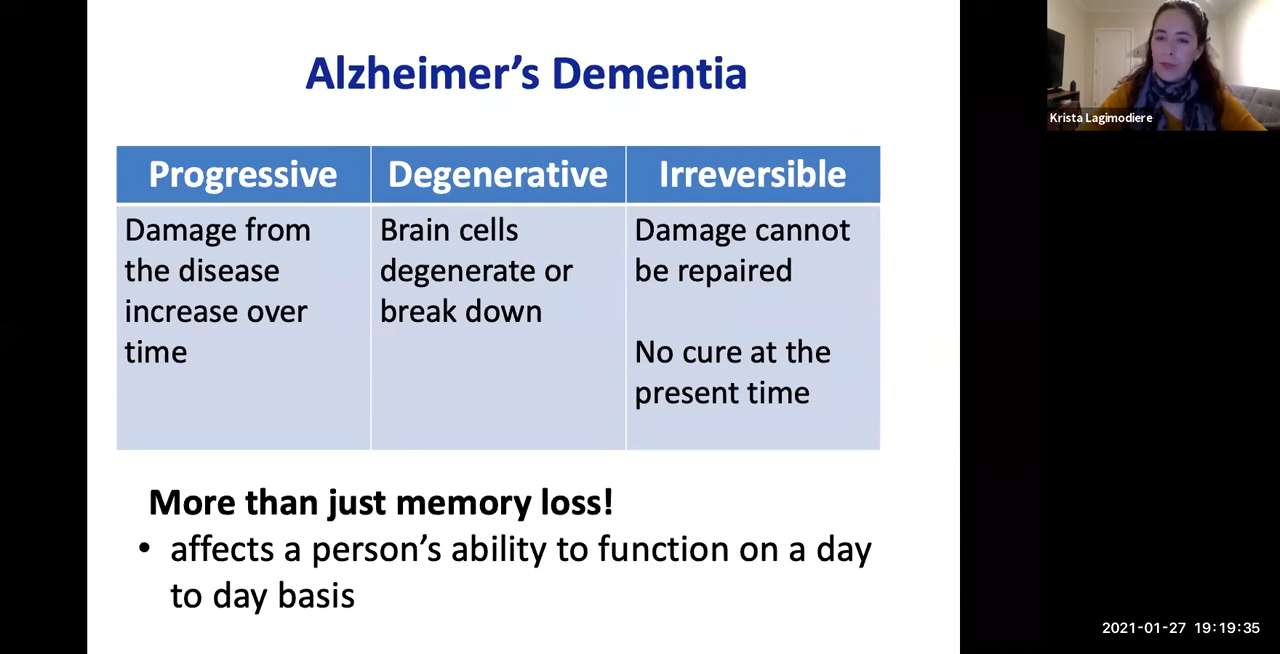 Alzheimer's Dementia
Progressive
Degenerative
Irreversible
Damage from
the disease
increase over
time
Brain cells
degenerate or
break down
Damage cannot
be repaired
No cure at the
present time
More than just memory loss!
• affects a person's ability to function on a day
to day basis
Krista Lagimodiere
2021-01-27 19:19:35